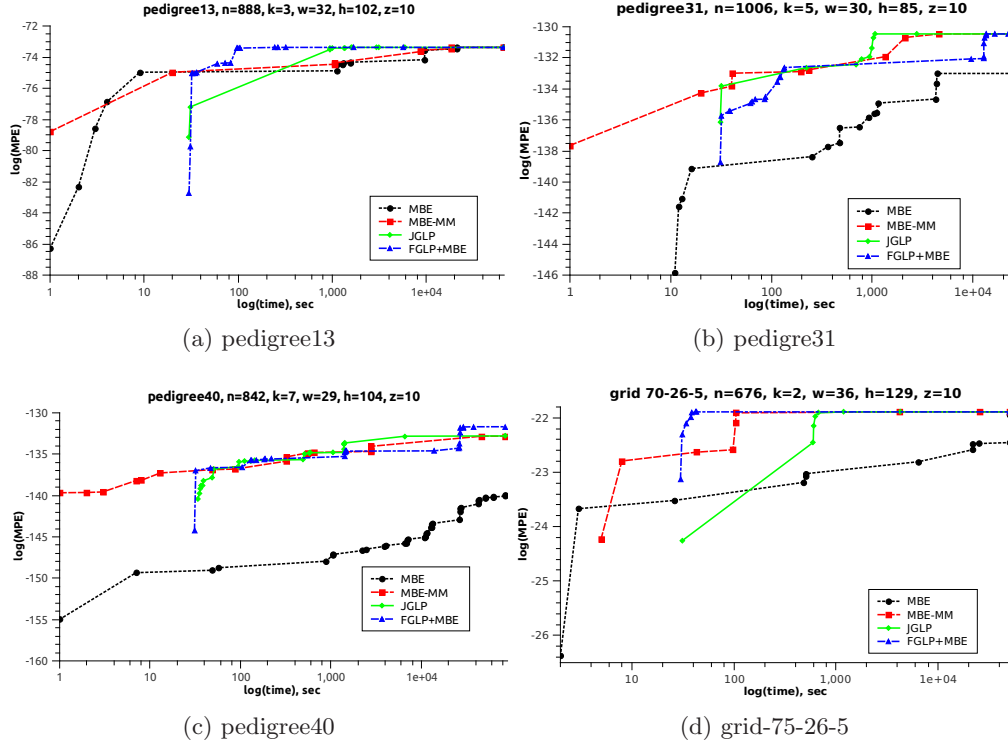 pedigree13, n=888, k=3, w=32, h=102, z=10
log(MPE)
-72
-74
-76
-78
-80
-82
-84
-86
-88
MBE
MBE-MM
JGLP
FGLP+MBE
1
10
100
1,000
1e+04
log(time), sec
(a) pedigree13
pedigree31, n=1006, k=5, w=30, h=85, z=10
log(MPE)
-130
-132
-134
-136
-138
-140
-142
-144
-146
MBE
MBE-MM
JGLP
FGLP+MBE
1
10
100
1,000
1e+04
log(time), sec
(b) pedigre31
pedigree40, n=842, k=7, w=29, h=104, z=10
log(MPE)
-130
-135
-140
-145
-150
-155
-160
MBE
MBE-MM
JGLP
FGLP+MBE
1
10
100
1,000
1e+04
log(time), sec
(c) pedigree40
grid 70-26-5, n=676, k=2, w=36, h=129, z=10
log(MPE)
-22
-23
-24
-25
-26
MBE
MBE-MM
JGLP
FGLP+MBE
10
100
1,000
1e+04
log(time), sec
(d) grid-75-26-5